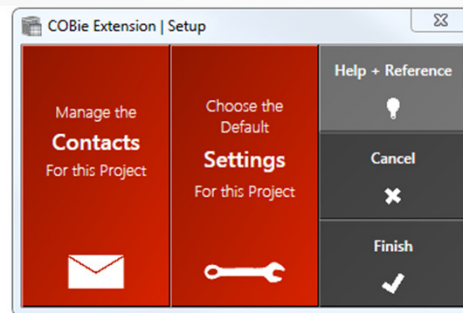 COBie Extension | Setup
Manage the
Contacts
For this Project
Choose the
Default
Settings
For this Project
Help + Reference
Cancel
Finish